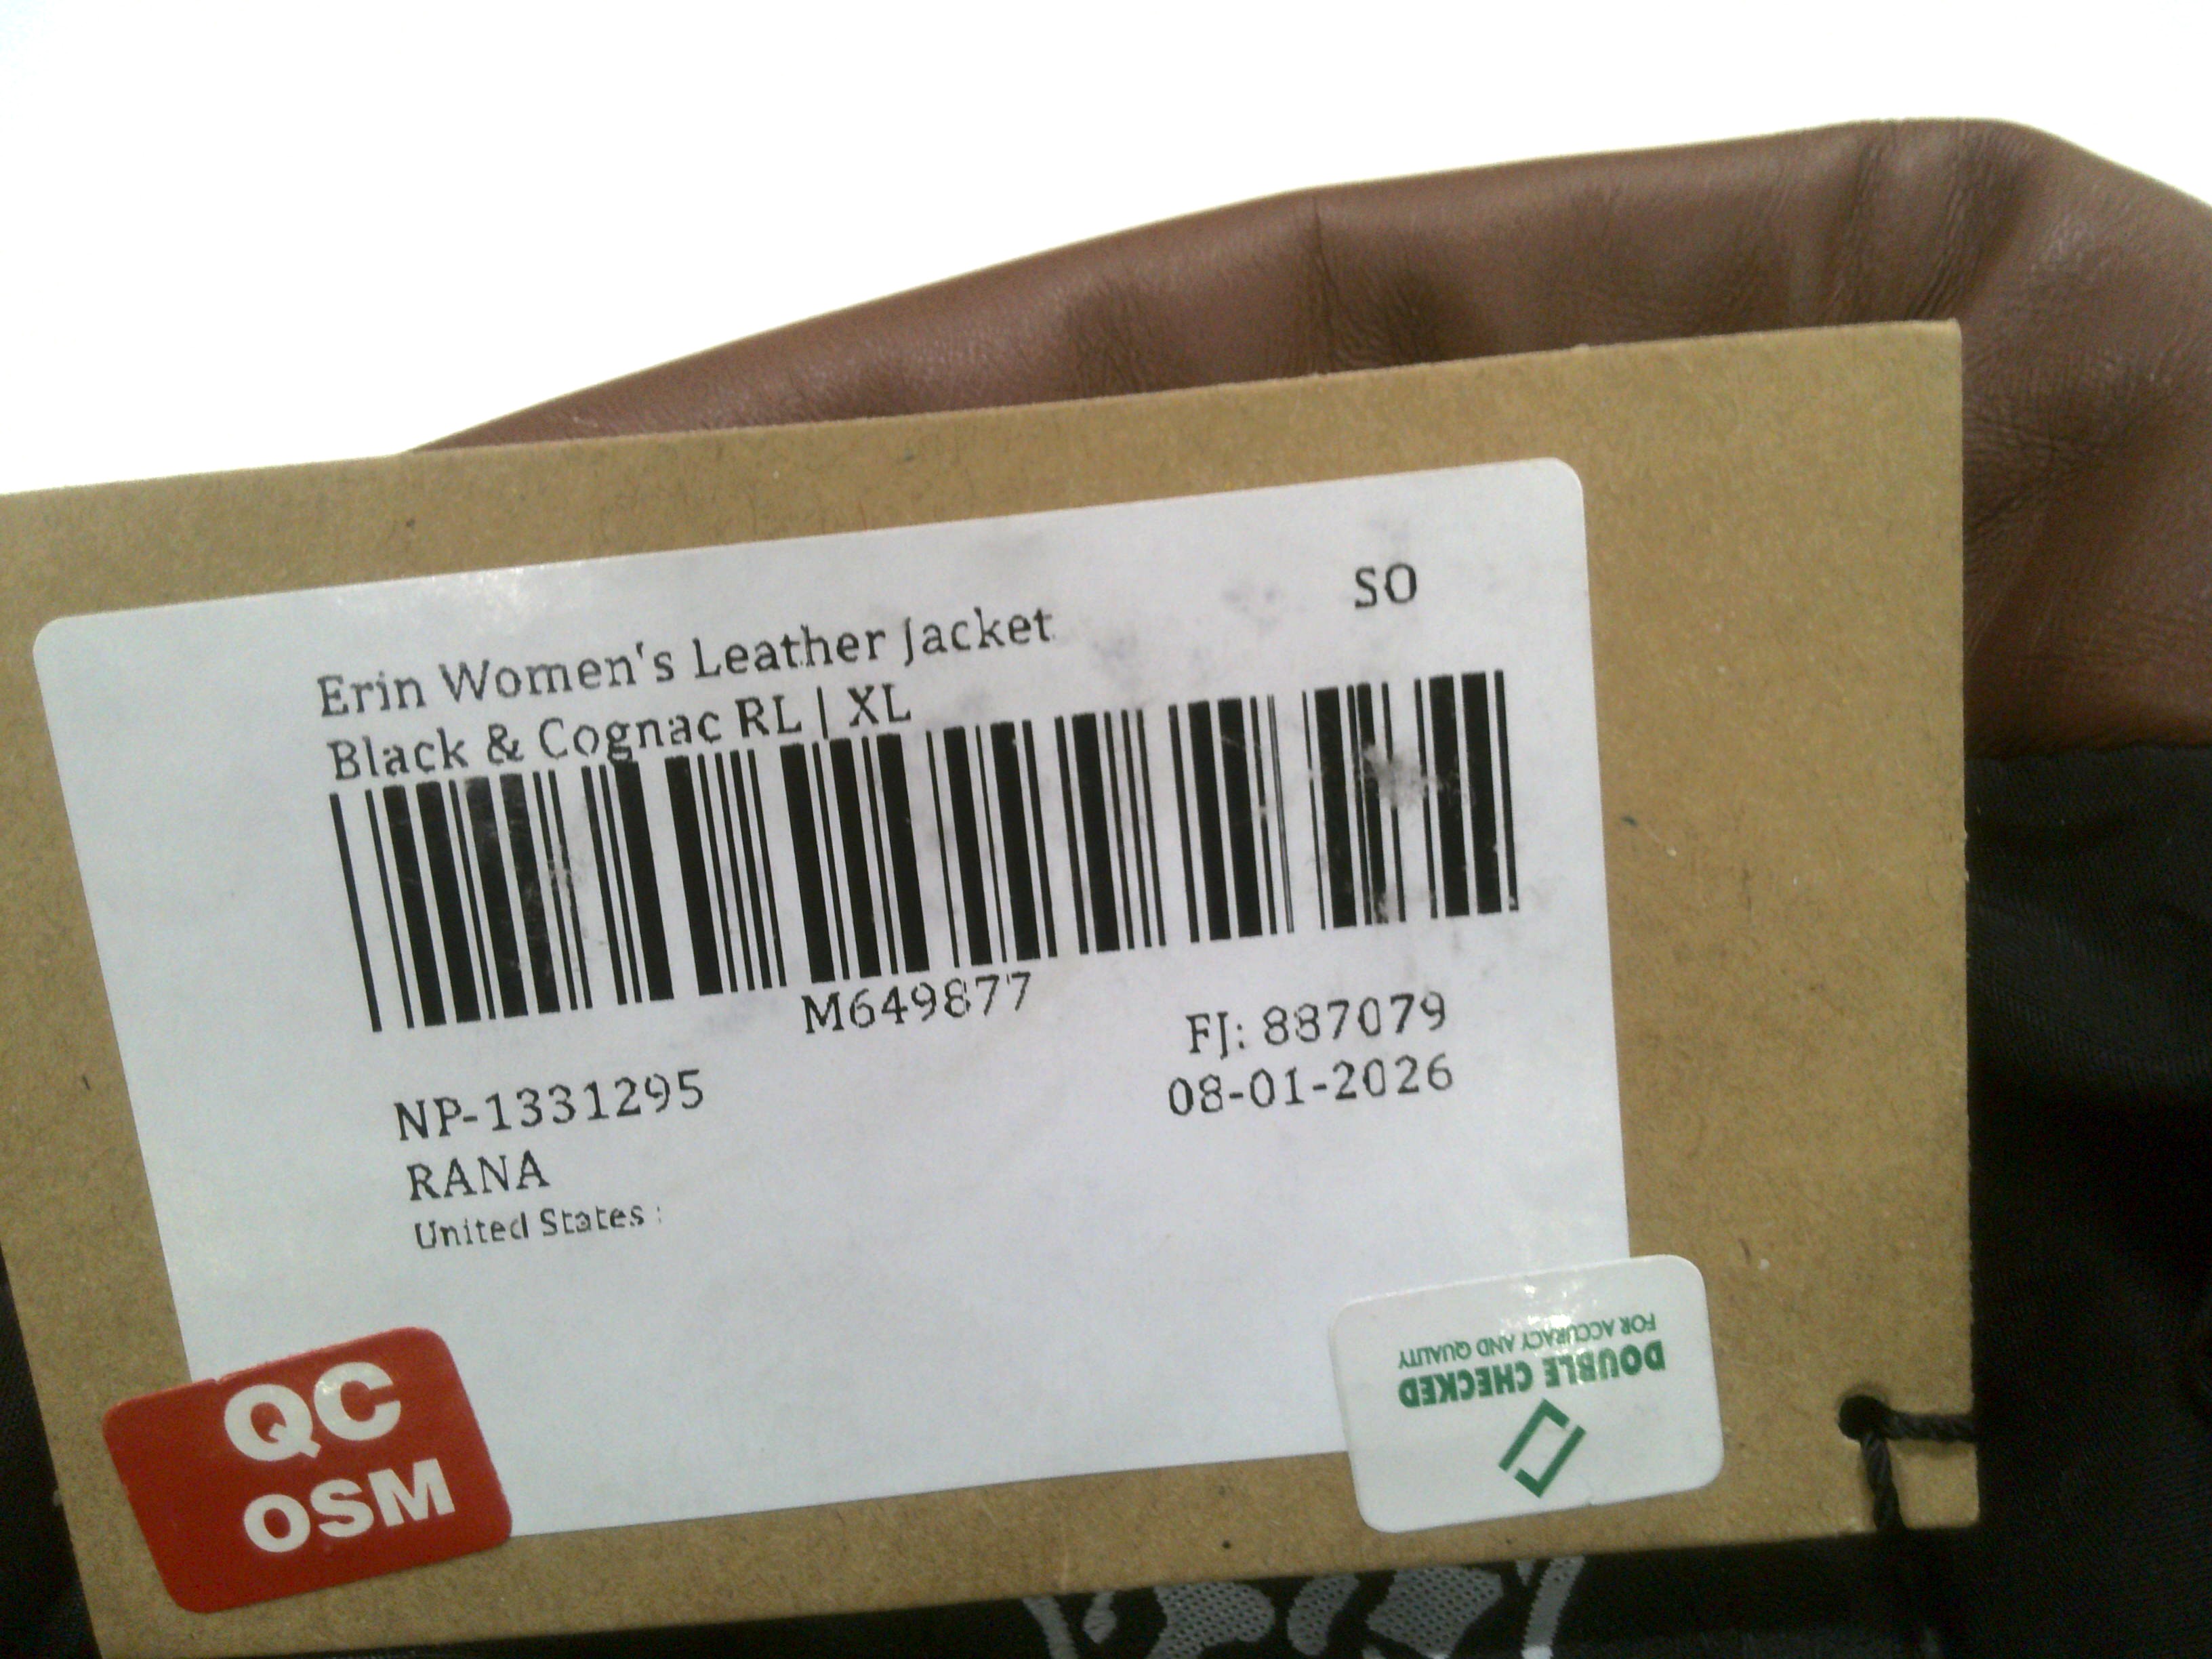 SO
Erin Women's Leather Jacket
Black & Cognac RL | XL
M649877
FJ: 887079
08-01-2026
NP-1331295
RANA
United States :
QC
OSM
DOUBLE CHECKED
FOR ACCURACY AND QUALITY